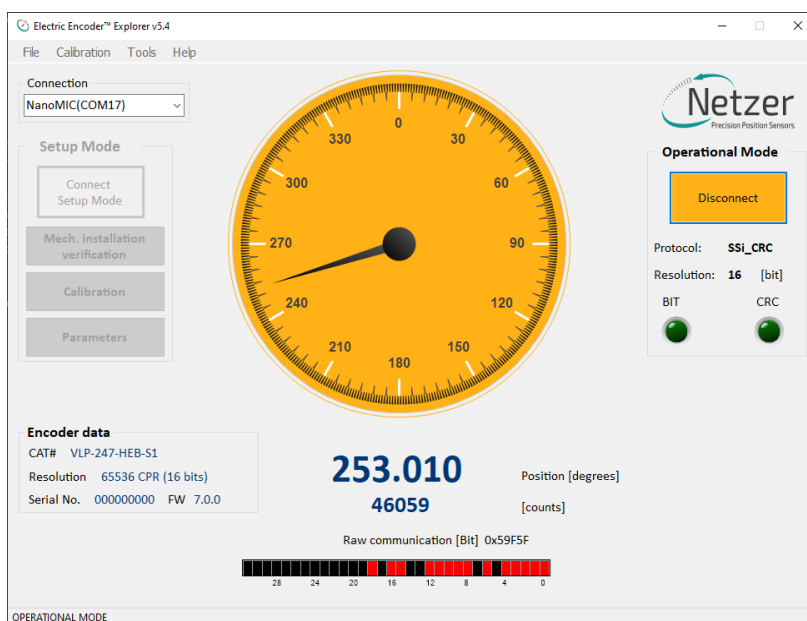 Electric Encoder™ Explorer v5.4
File Calibration Tools Help
Connection
NanoMIC(COM17)
Setup Mode
Connect
Setup Mode
Mech. installation
verification
Calibration
Parameters
0
30
60
90
120
150
180
210
240
270
300
330
Netzer
Precision Position Sensors
Operational Mode
Disconnect
Protocol: SSi_CRC
Resolution: 16 [bit]
BIT CRC
Encoder data
CAT# VLP-247-HEB-S1
Resolution 65536 CPR (16 bits)
Serial No. 000000000 FW 7.0.0
253.010 Position [degrees]
46059 [counts]
Raw communication [Bit] 0x59F5F
28 24 20 16 12 8 4 0
OPERATIONAL MODE